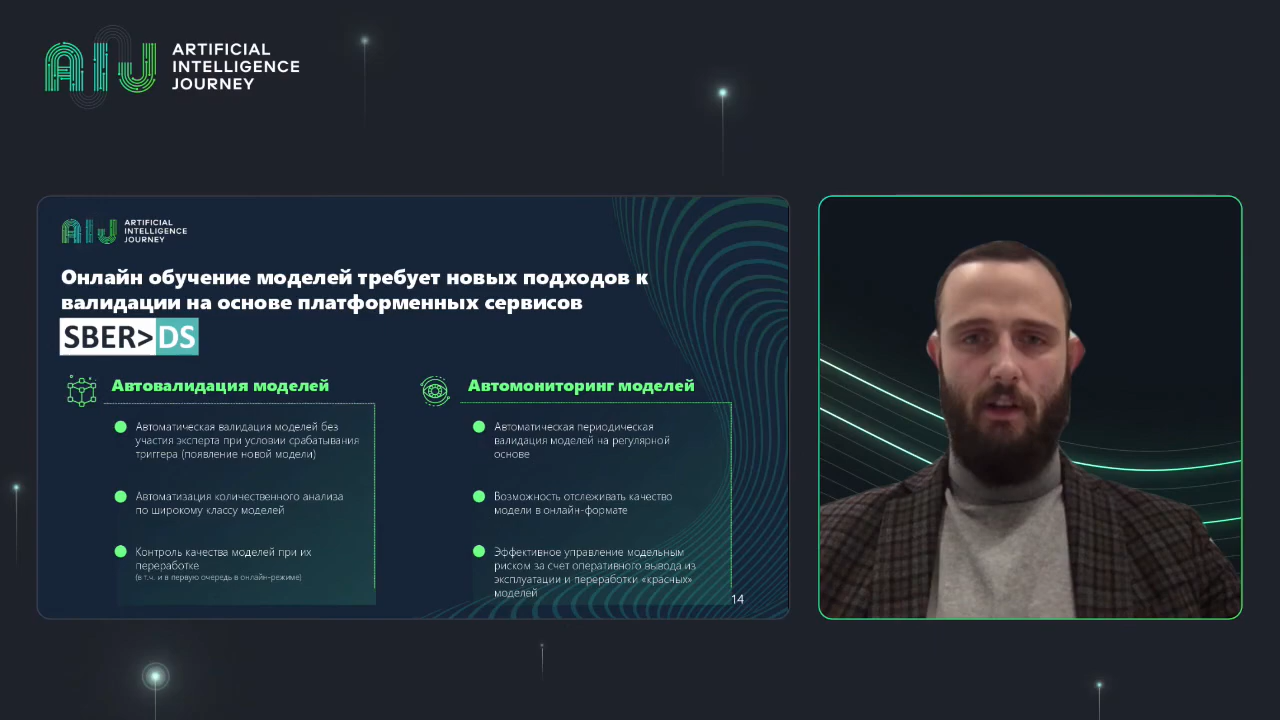 ARTIFICIAL
INTELLIGENCE
JOURNEY
ARTIFICIAL
INTELLIGENCE
JOURNEY
Онлайн обучение моделей требует новых подходов к
валидации на основе платформенных сервисов
SBER>DS
Автовалидация моделей
Автоматическая валидация моделей без
участия эксперта при условии срабатывания
триггера (появление новой модели)
Автоматизация количественного анализа
по широкому классу моделей
Контроль качества моделей при их
переработке
(в т.ч. и в первую очередь в онлайн-режиме)
Автомониторинг моделей
Автоматическая периодическая
валидация моделей на регулярной
основе
Возможность отслеживать качество
модели в онлайн-формате
Эффективное управление модельным
риском за счет оперативного вывода из
эксплуатации и переработки «красных»
моделей
14